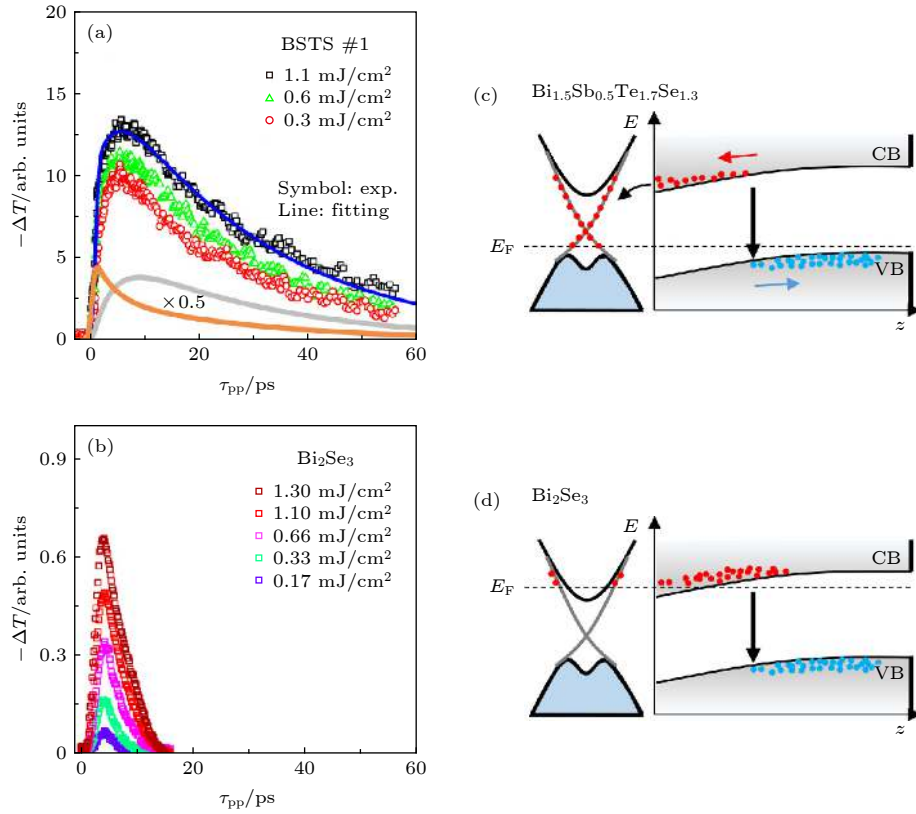 (a)
BSTS #1
1.1 mJ/cm²
0.6 mJ/cm²
0.3 mJ/cm²
Symbol: exp.
Line: fitting
×0.5
−ΔT/arb. units
15
10
5
0
0
20
40
60
τpp/ps
(b)
Bi₂Se₃
1.30 mJ/cm²
1.10 mJ/cm²
0.66 mJ/cm²
0.33 mJ/cm²
0.17 mJ/cm²
−ΔT/arb. units
0.9
0.6
0.3
0
0
20
40
60
τpp/ps
(c)
Bi₁.₅Sb₀.₅Te₁.₇Se₁.₃
E
CB
EF
VB
z
(d)
Bi₂Se₃
E
CB
EF
VB
z